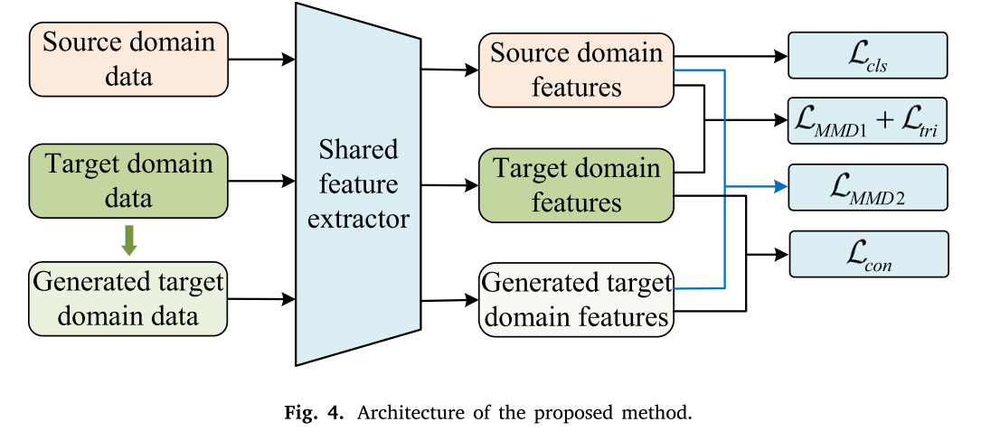 Source domain
data
Target domain
data
Generated target
domain data
Shared
feature
extractor
Source domain
features
Target domain
features
Generated target
domain features
ℒcls
ℒMMD1 + ℒtri
ℒMMD2
ℒcon
Fig. 4. Architecture of the proposed method.